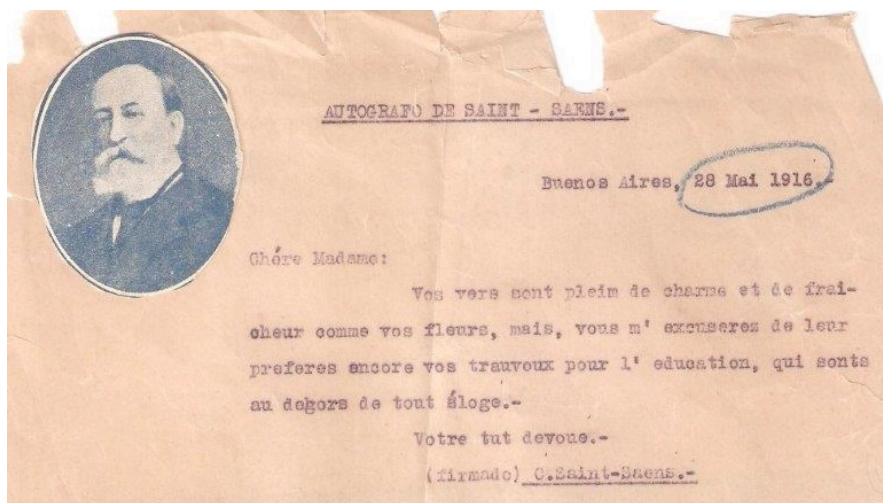 AUTOGRAFO DE SAINT - SAENS.-
Buenos Aires, 28 Mai 1916.-
Chére Madame:
Vos vers sont pleim de charme et de frai-
cheur comme vos fleurs, mais, vous m' excuserez de leur
preferes encore vos trauvoux pour l' education, qui sonts
au degors de tout éloge.-
Votre tut devoue.-
(firmado) C.Saint-Saens.-